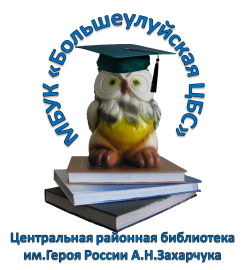 МБУК «Большеулуйская ЦБС»
Центральная районная библиотека
им.Героя России А.Н.Захарчука